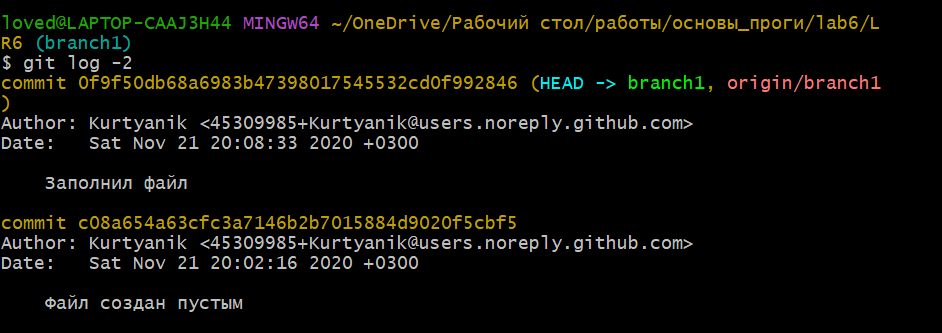 loved@LAPTOP-CAAJ3H44 MINGW64 ~/OneDrive/Рабочий стол/работы/основы_проги/lab6/L
R6 (branch1)
$ git log -2
commit 0f9f50db68a6983b47398017545532cd0f992846 (HEAD -> branch1, origin/branch1
)
Author: Kurtyanik <45309985+Kurtyanik@users.noreply.github.com>
Date:   Sat Nov 21 20:08:33 2020 +0300
    Заполнил файл
commit c08a654a63cfc3a7146b2b7015884d9020f5cbf5
Author: Kurtyanik <45309985+Kurtyanik@users.noreply.github.com>
Date:   Sat Nov 21 20:02:16 2020 +0300
    Файл создан пустым